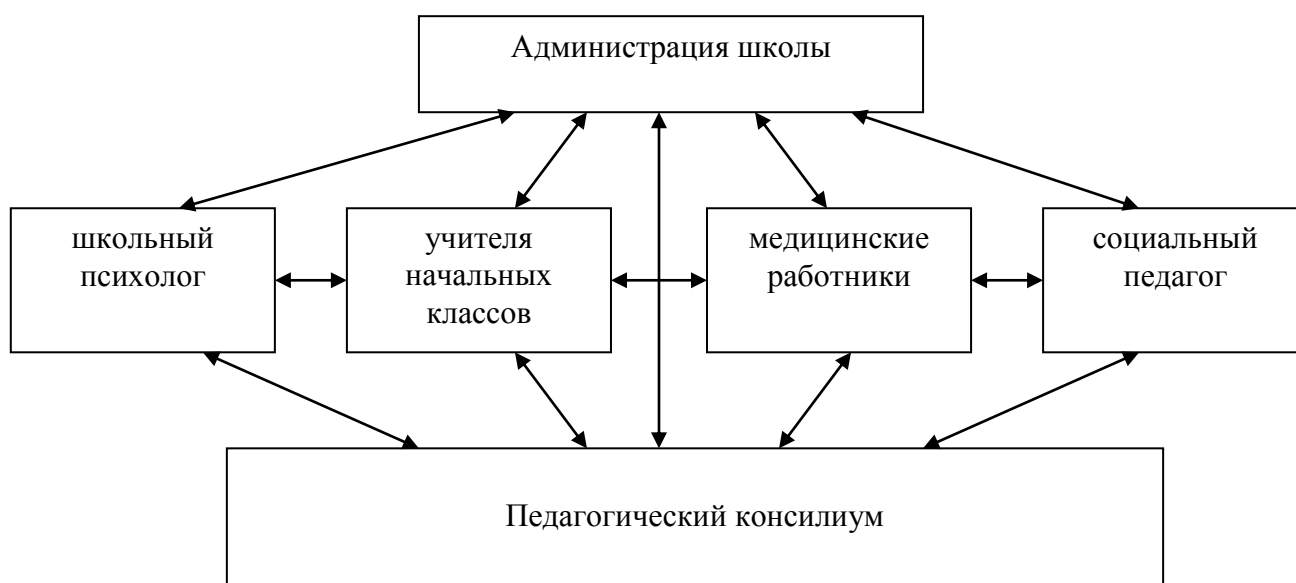 Администрация школы
школьный
психолог
учителя
начальных
классов
медицинские
работники
социальный
педагог
Педагогический консилиум